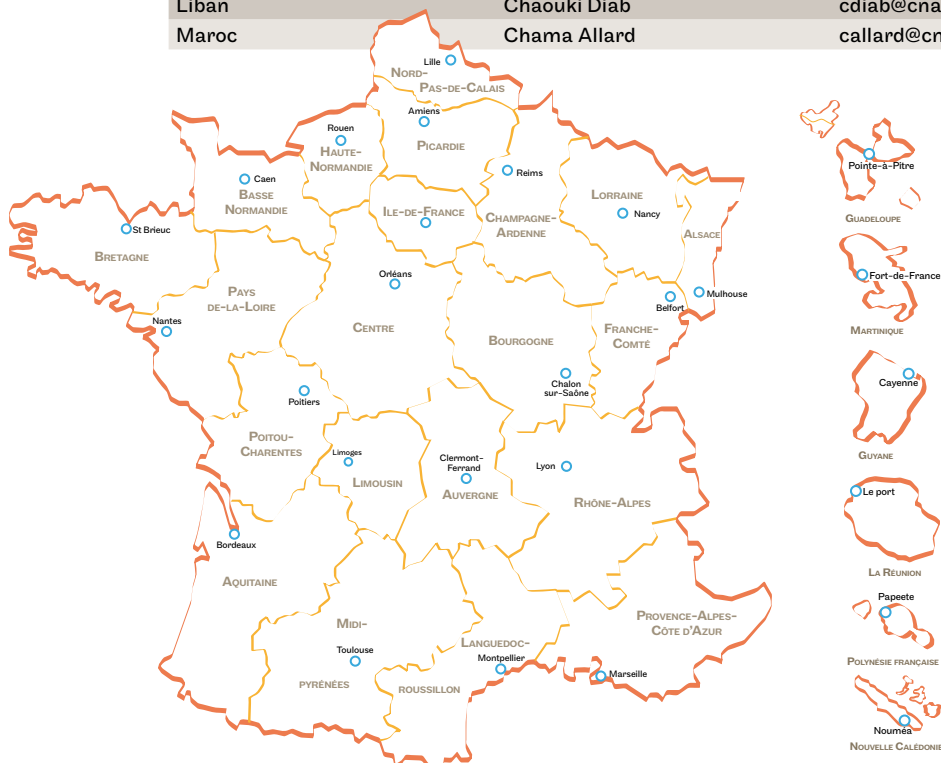 Liban Chaouki Diab cdiab@cna
Maroc Chama Allard callard@cn
Lille
Nord-
Pas-de-Calais
Amiens
Picardie
Rouen
Haute-
Normandie
Caen
Basse
Normandie
Reims
Champagne-
Ardenne
Lorraine
Nancy
Alsace
Ile-de-France
St Brieuc
Bretagne
Pays
de-la-Loire
Nantes
Orléans
Centre
Bourgogne
Chalon
sur-Saône
Belfort
Mulhouse
Franche-
Comté
Poitiers
Poitou-
Charentes
Limoges
Limousin
Clermont-
Ferrand
Auvergne
Lyon
Rhône-Alpes
Bordeaux
Aquitaine
Midi-
Toulouse
pyrénées
Languedoc-
Montpellier
roussillon
Provence-Alpes-
Côte d'Azur
Marseille
Pointe-à-Pitre
Guadeloupe
Fort-de-France
Martinique
Cayenne
Guyane
Le port
La Réunion
Papeete
Polynésie française
Nouméa
Nouvelle Calédonie